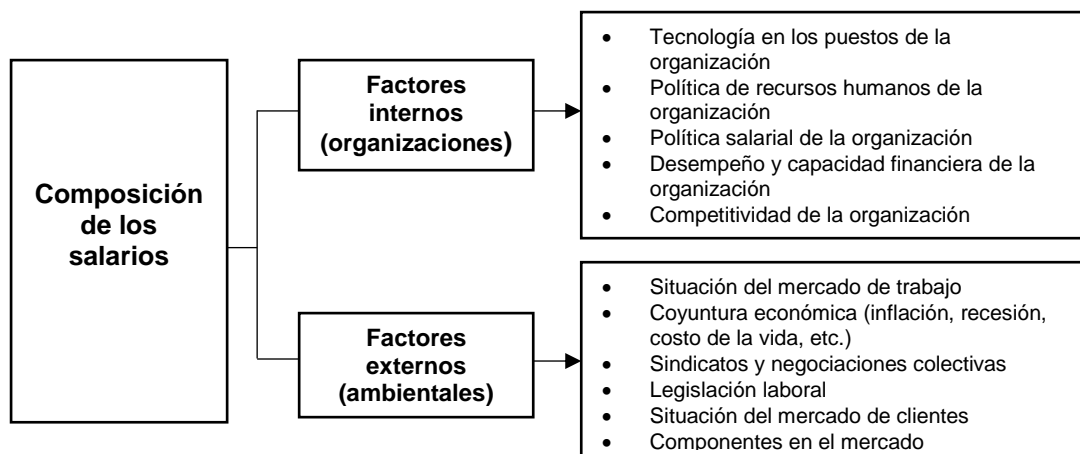 Composición
de los
salarios
Factores
internos
(organizaciones)
• Tecnología en los puestos de la
organización
• Política de recursos humanos de la
organización
• Política salarial de la organización
• Desempeño y capacidad financiera de la
organización
• Competitividad de la organización
Factores
externos
(ambientales)
• Situación del mercado de trabajo
• Coyuntura económica (inflación, recesión,
costo de la vida, etc.)
• Sindicatos y negociaciones colectivas
• Legislación laboral
• Situación del mercado de clientes
• Componentes en el mercado